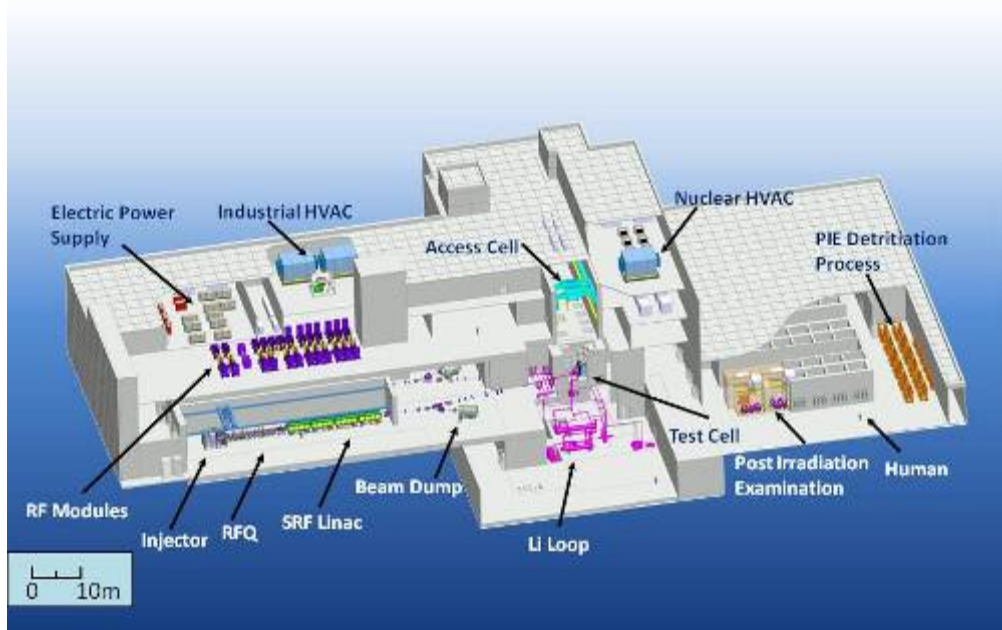 Electric Power
Supply
Industrial HVAC
Access Cell
Nuclear HVAC
PIE Detritiation
Process
RF Modules
Injector
RFQ
SRF Linac
Beam Dump
Li Loop
Test Cell
Post Irradiation
Examination
Human
0 10m